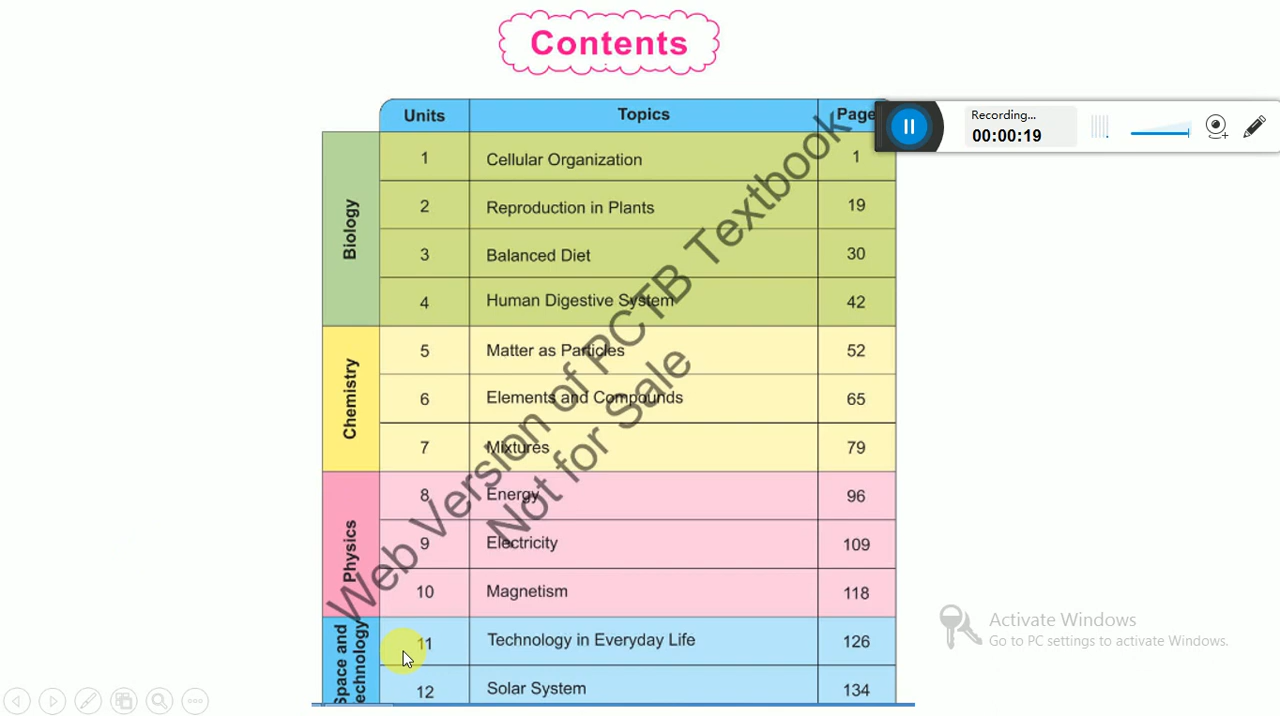 Contents
Units Topics Page
Biology
1 Cellular Organization 1
2 Reproduction in Plants 19
3 Balanced Diet 30
4 Human Digestive System 42
Chemistry
5 Matter as Particles 52
6 Elements and Compounds 65
7 Mixtures 79
Physics
8 Energy 96
9 Electricity 109
10 Magnetism 118
Space and
echnology
11 Technology in Everyday Life 126
12 Solar System 134
Web Version of PCTB Textbook
Not for Sale
Recording...
00:00:19
Activate Windows
Go to PC settings to activate Windows.